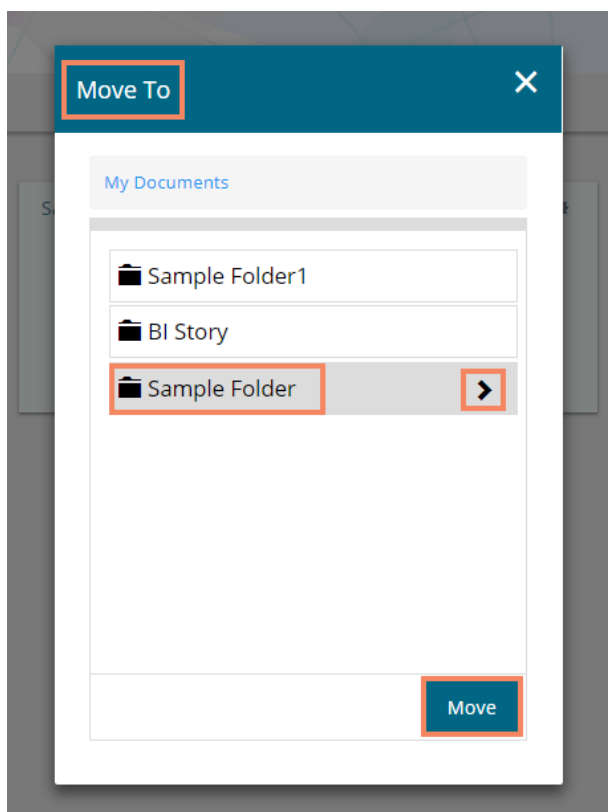 Move To
My Documents
Sample Folder1
BI Story
Sample Folder
Move